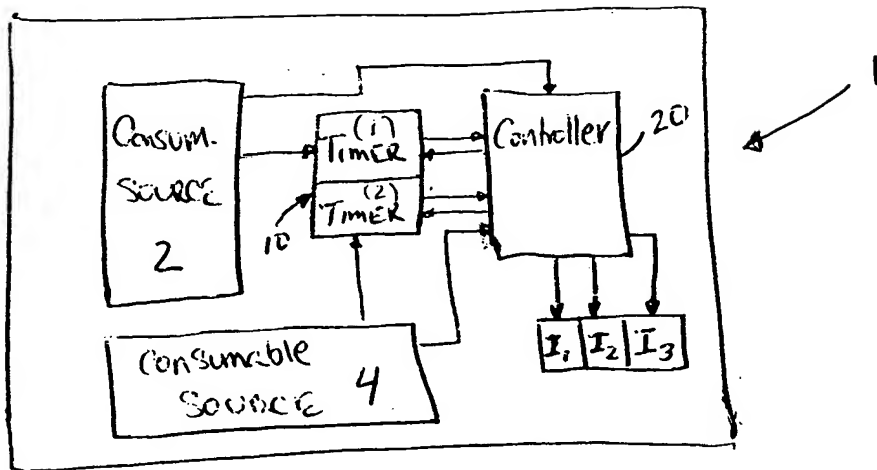 1
Consum.
SOURCE
2
(1)
TIMER
(2)
TIMER
10
Controller
20
Consumable
SOURCE 4
I₁ I₂ I₃